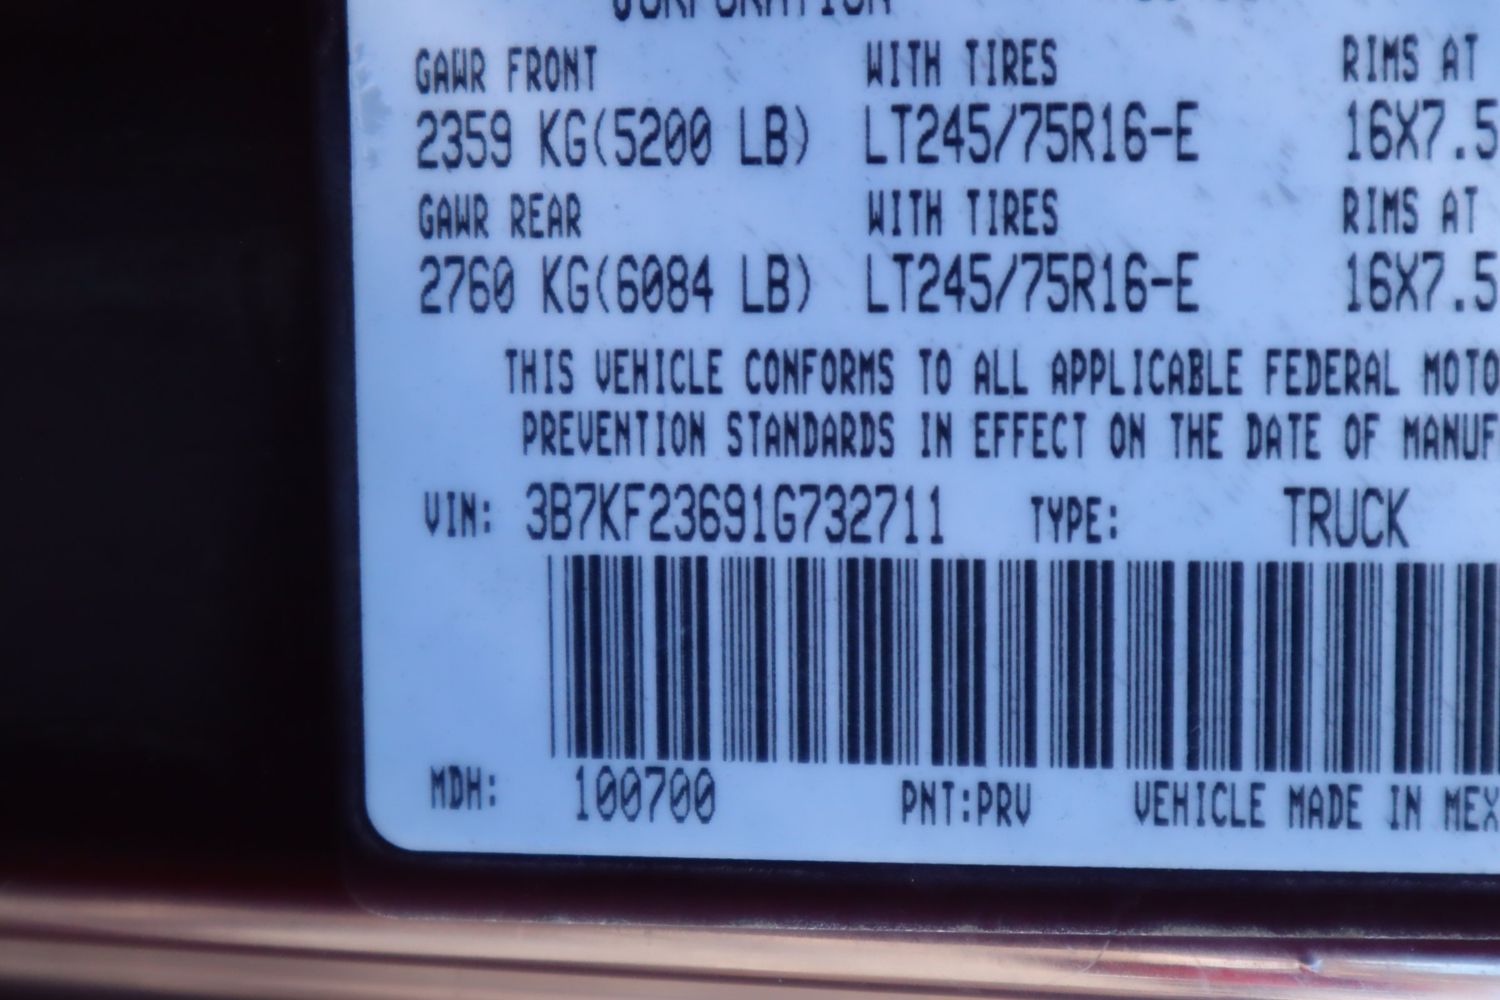 CORPORATION
GAWR FRONT WITH TIRES RIMS AT
2359 KG(5200 LB) LT245/75R16-E 16X7.5
GAWR REAR WITH TIRES RIMS AT
2760 KG(6084 LB) LT245/75R16-E 16X7.5
THIS VEHICLE CONFORMS TO ALL APPLICABLE FEDERAL MOTO
PREVENTION STANDARDS IN EFFECT ON THE DATE OF MANUF
VIN: 3B7KF23691G732711 TYPE: TRUCK
MDH: 100700 PNT:PRV VEHICLE MADE IN MEX